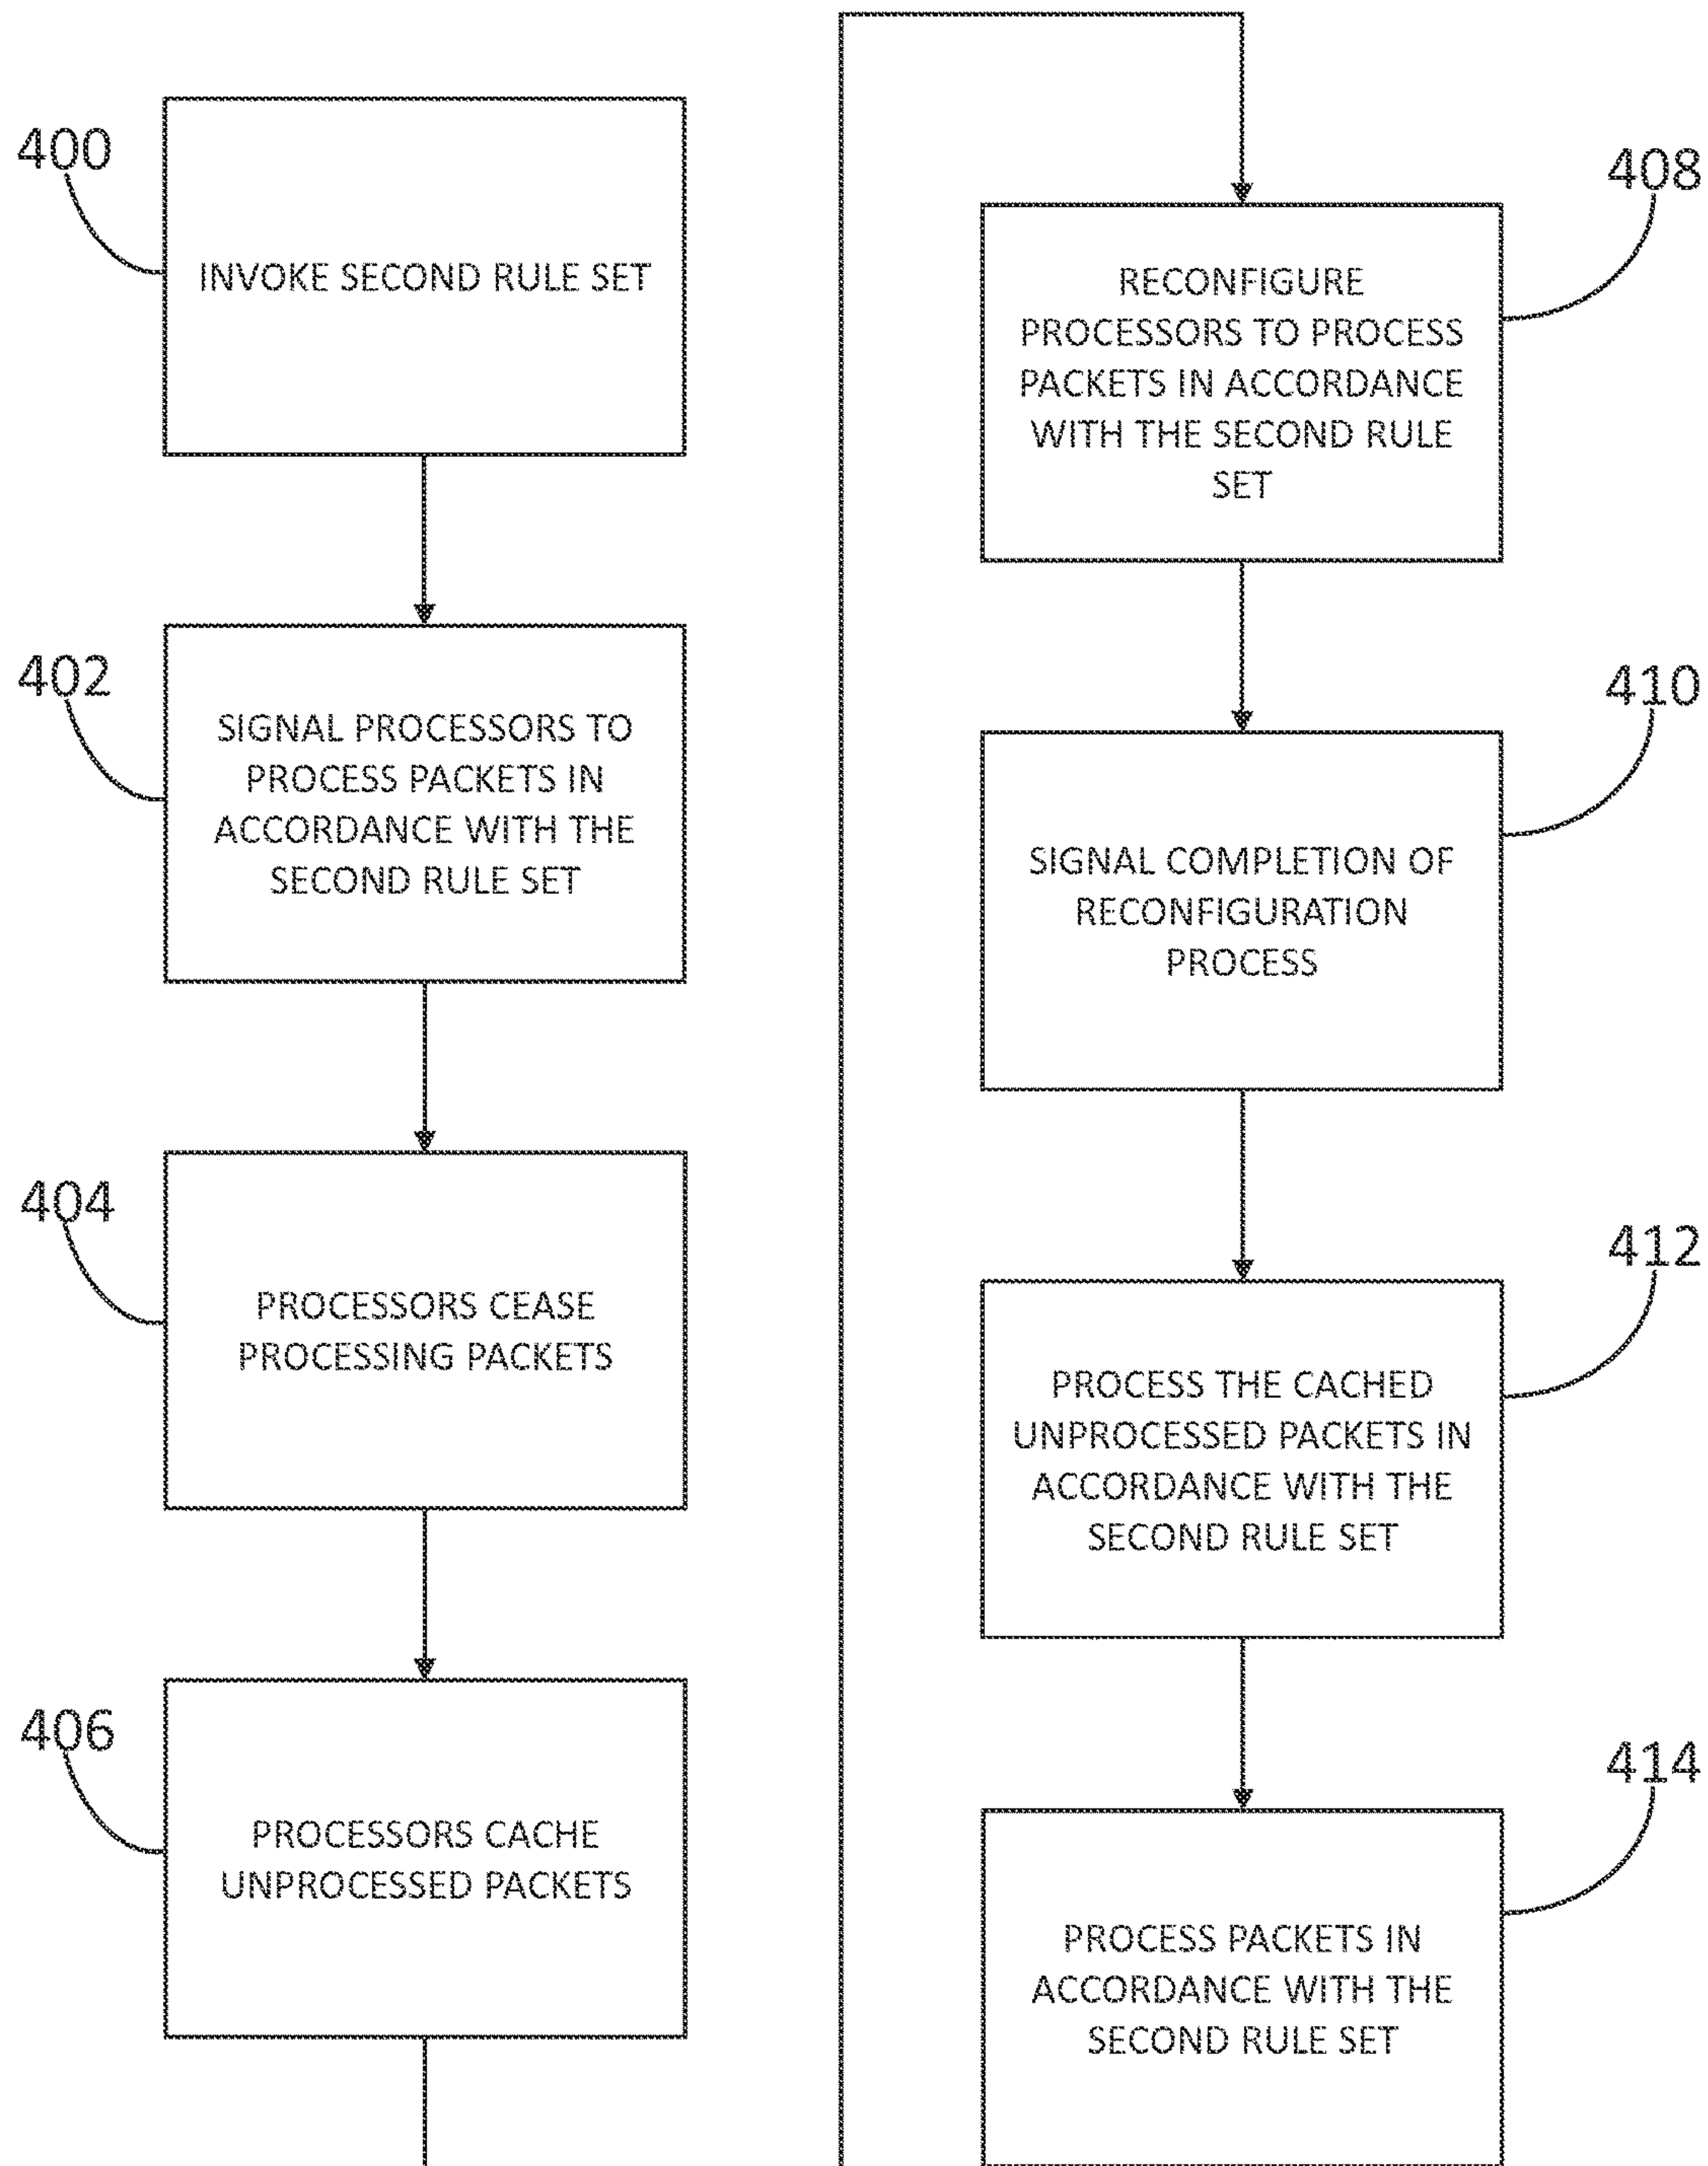 400
INVOKE SECOND RULE SET
402
SIGNAL PROCESSORS TO
PROCESS PACKETS IN
ACCORDANCE WITH THE
SECOND RULE SET
404
PROCESSORS CEASE
PROCESSING PACKETS
406
PROCESSORS CACHE
UNPROCESSED PACKETS
408
RECONFIGURE
PROCESSORS TO PROCESS
PACKETS IN ACCORDANCE
WITH THE SECOND RULE
SET
410
SIGNAL COMPLETION OF
RECONFIGURATION
PROCESS
412
PROCESS THE CACHED
UNPROCESSED PACKETS IN
ACCORDANCE WITH THE
SECOND RULE SET
414
PROCESS PACKETS IN
ACCORDANCE WITH THE
SECOND RULE SET